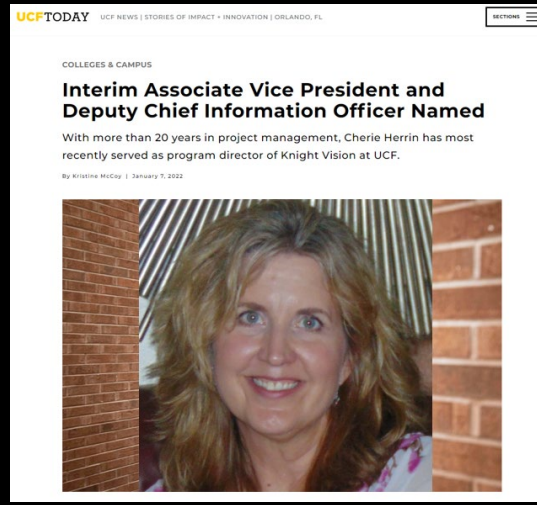 UCFTODAY UCF NEWS | STORIES OF IMPACT + INNOVATION | ORLANDO, FL
SECTIONS
COLLEGES & CAMPUS
Interim Associate Vice President and
Deputy Chief Information Officer Named
With more than 20 years in project management, Cherie Herrin has most
recently served as program director of Knight Vision at UCF.
By Kristine McCoy | January 7, 2022